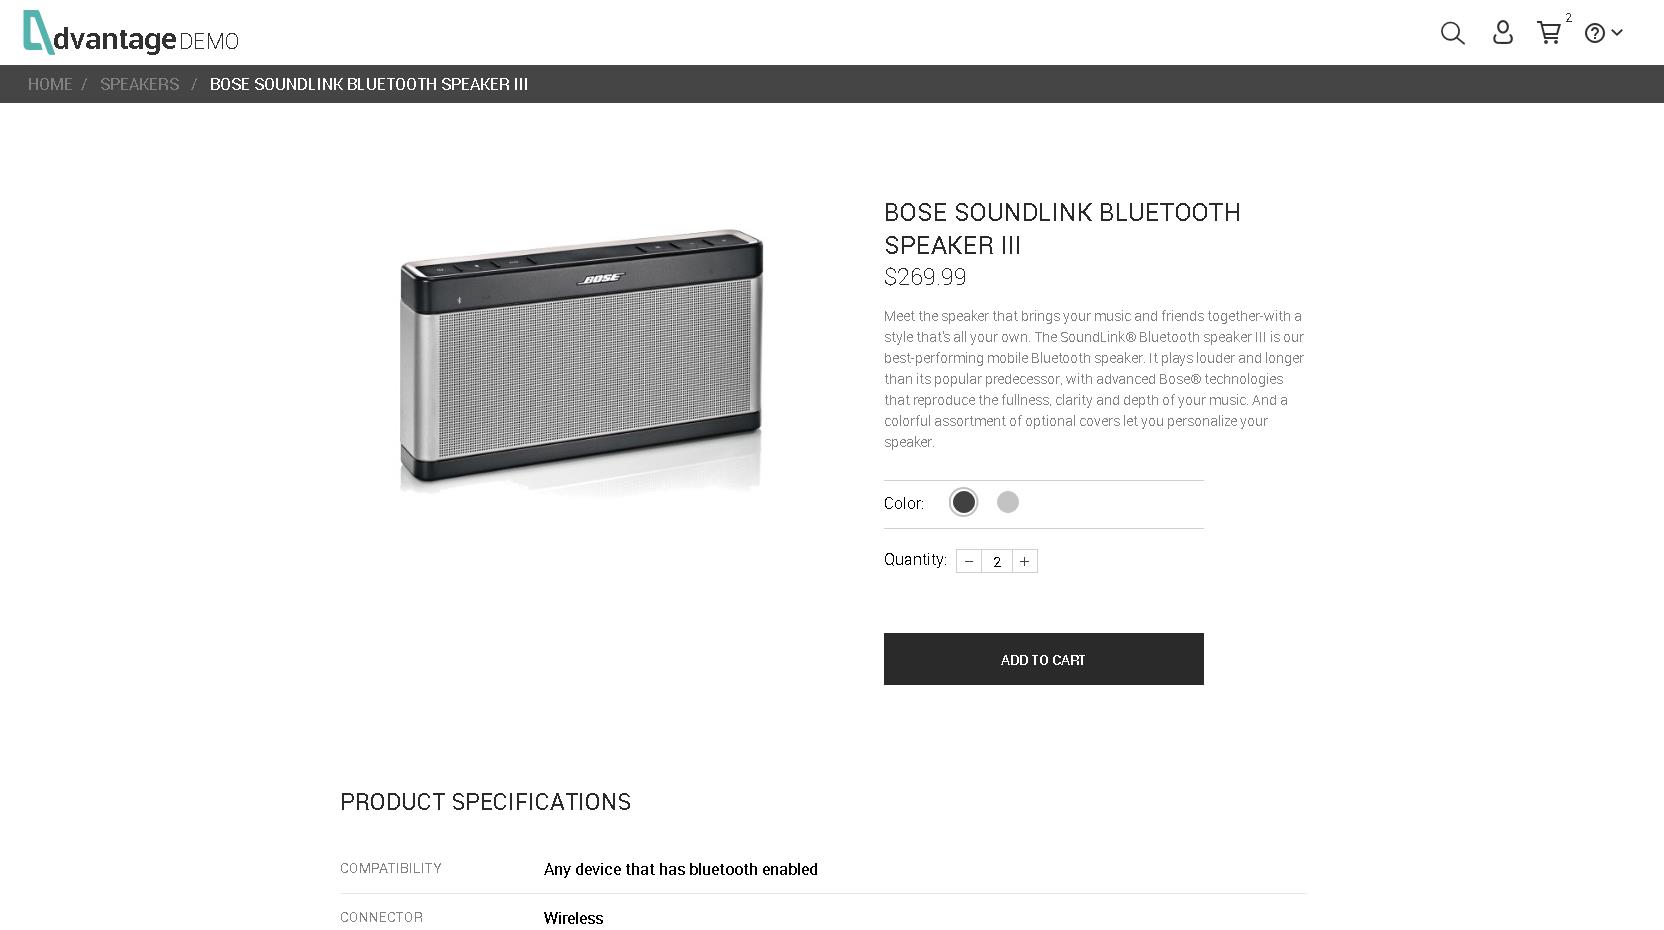 dvantage DEMO
2
HOME / SPEAKERS / BOSE SOUNDLINK BLUETOOTH SPEAKER III
BOSE
BOSE SOUNDLINK BLUETOOTH
SPEAKER III
$269.99
Meet the speaker that brings your music and friends together-with a
style that's all your own. The SoundLink® Bluetooth speaker III is our
best-performing mobile Bluetooth speaker. It plays louder and longer
than its popular predecessor, with advanced Bose® technologies
that reproduce the fullness, clarity and depth of your music. And a
colorful assortment of optional covers let you personalize your
speaker.
Color:
Quantity: − 2 +
ADD TO CART
PRODUCT SPECIFICATIONS
COMPATIBILITY Any device that has bluetooth enabled
CONNECTOR Wireless